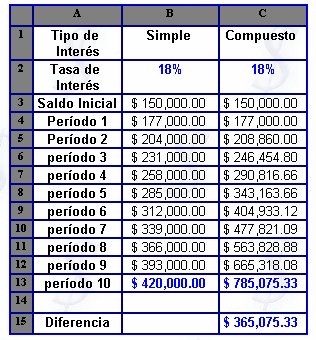 A B C
1 Tipo de Interés Simple Compuesto
2 Tasa de Interés 18% 18%
3 Saldo Inicial $ 150,000.00 $ 150,000.00
4 Período 1 $ 177,000.00 $ 177,000.00
5 Período 2 $ 204,000.00 $ 208,860.00
6 período 3 $ 231,000.00 $ 246,454.80
7 período 4 $ 258,000.00 $ 290,816.66
8 período 5 $ 285,000.00 $ 343,163.66
9 período 6 $ 312,000.00 $ 404,933.12
10 período 7 $ 339,000.00 $ 477,821.09
11 período 8 $ 366,000.00 $ 563,828.88
12 período 9 $ 393,000.00 $ 665,318.08
13 período 10 $ 420,000.00 $ 785,075.33
14
15 Diferencia $ 365,075.33